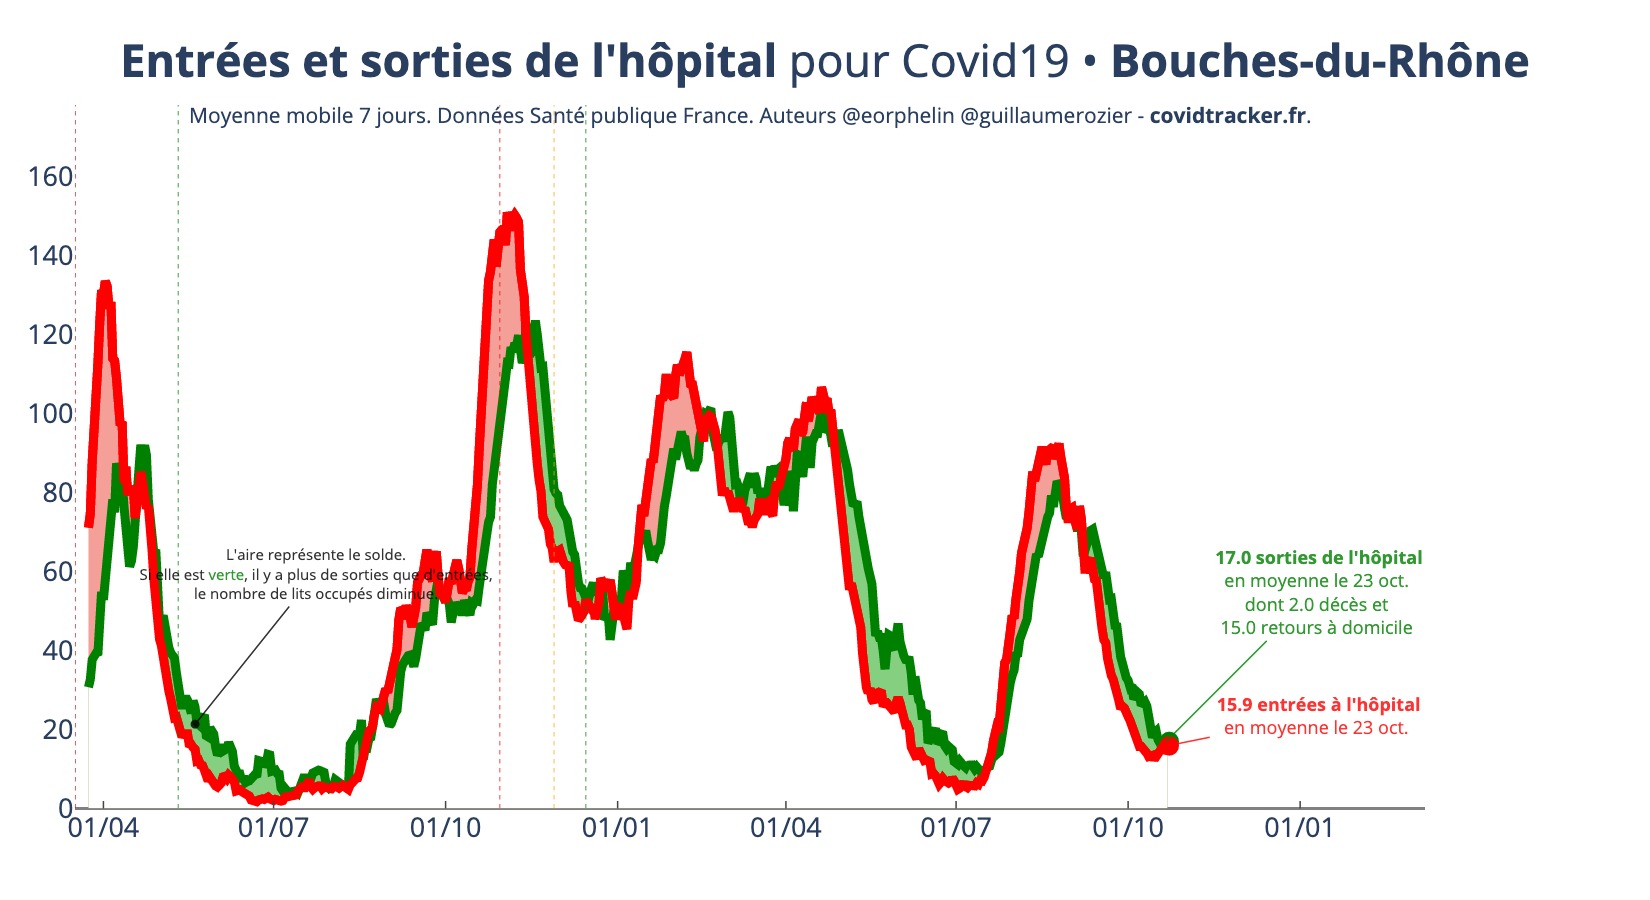 Entrées et sorties de l'hôpital pour Covid19 • Bouches-du-Rhône
Moyenne mobile 7 jours. Données Santé publique France. Auteurs @eorphelin @guillaumerozier - covidtracker.fr.
160
140
120
100
80
60
40
20
0
L'aire représente le solde.
Si elle est verte, il y a plus de sorties que d'entrées,
le nombre de lits occupés diminue.
17.0 sorties de l'hôpital
en moyenne le 23 oct.
dont 2.0 décès et
15.0 retours à domicile
15.9 entrées à l'hôpital
en moyenne le 23 oct.
01/04 01/07 01/10 01/01 01/04 01/07 01/10 01/01